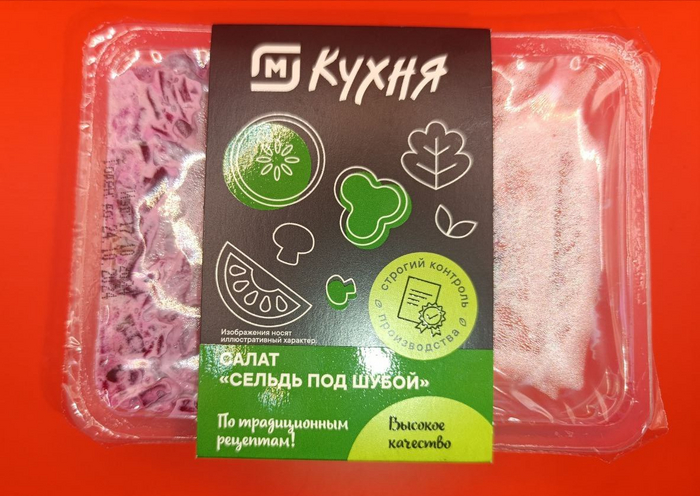 М КУХНЯ
строгий контроль
производства
Изображения носят
иллюстративный характер
САЛАТ
«СЕЛЬДЬ ПОД ШУБОЙ»
По традиционным
рецептам!
Высокое
качество